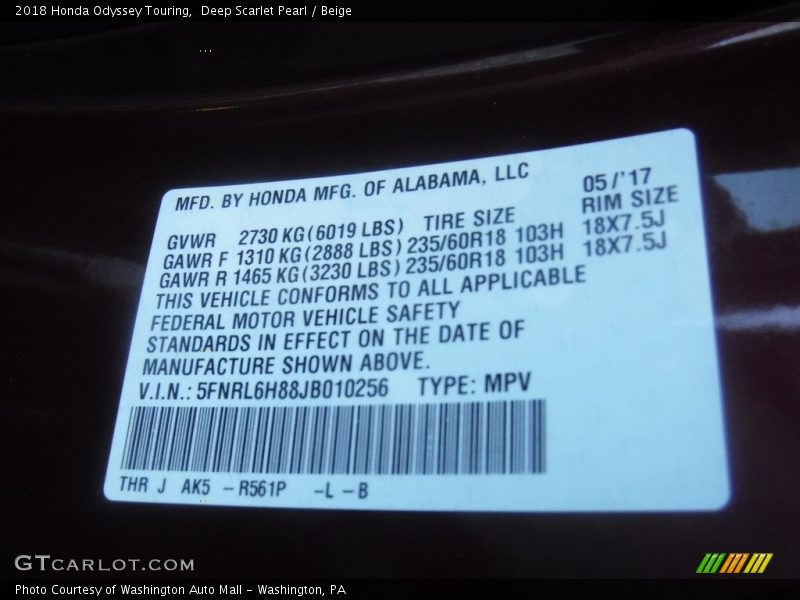 2018 Honda Odyssey Touring, Deep Scarlet Pearl / Beige
MFD. BY HONDA MFG. OF ALABAMA, LLC 05/'17
GVWR 2730 KG(6019 LBS) TIRE SIZE RIM SIZE
GAWR F 1310 KG(2888 LBS) 235/60R18 103H 18X7.5J
GAWR R 1465 KG(3230 LBS) 235/60R18 103H 18X7.5J
THIS VEHICLE CONFORMS TO ALL APPLICABLE
FEDERAL MOTOR VEHICLE SAFETY
STANDARDS IN EFFECT ON THE DATE OF
MANUFACTURE SHOWN ABOVE.
V.I.N.: 5FNRL6H88JB010256 TYPE: MPV
THR J AK5 – R561P –L –B
GTCARLOT.COM
Photo Courtesy of Washington Auto Mall - Washington, PA